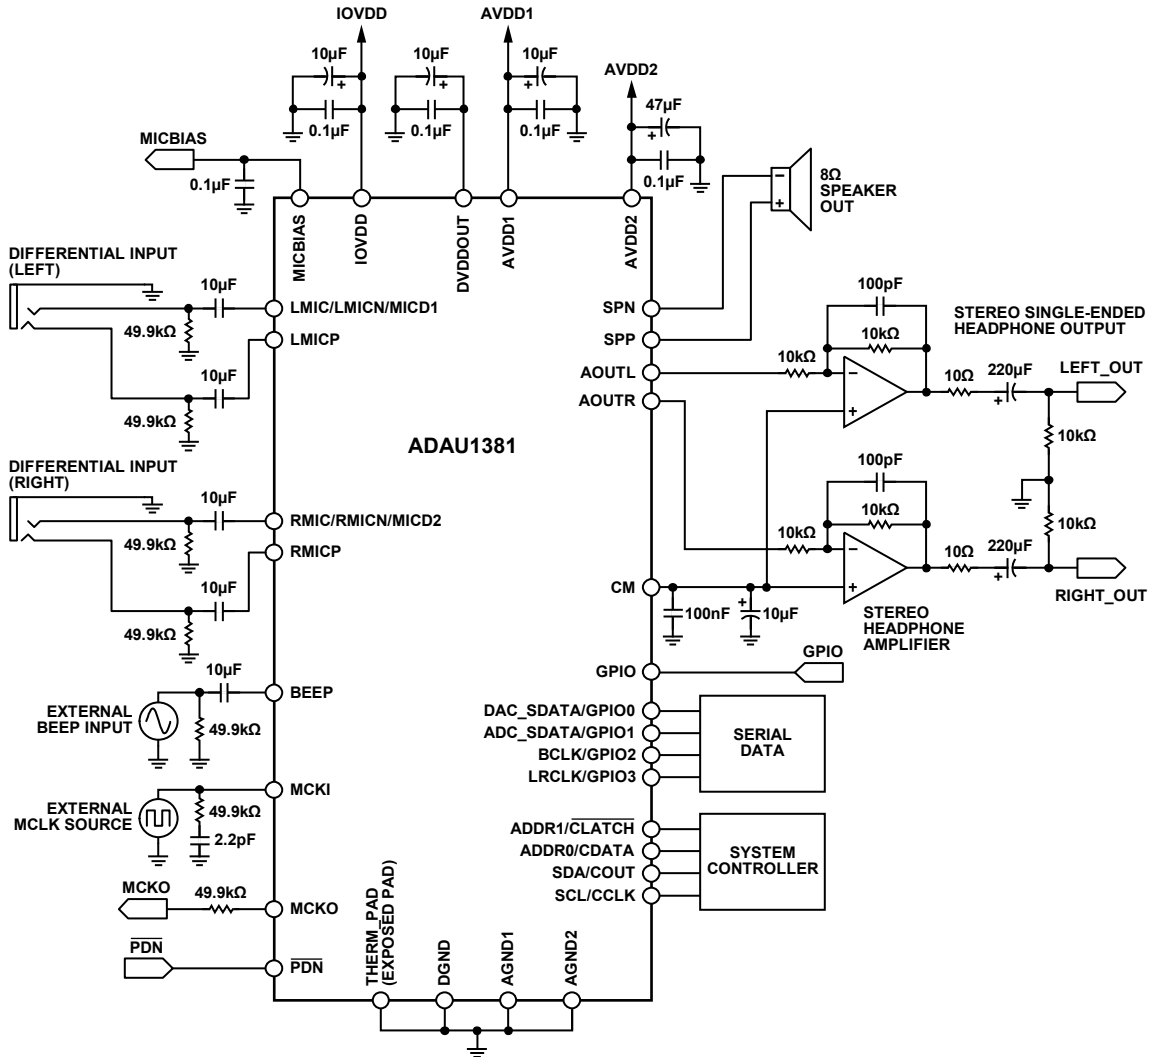 IOVDD
AVDD1
10µF
10µF
10µF
AVDD2
47µF
0.1µF
0.1µF
0.1µF
MICBIAS
0.1µF
0.1µF
8Ω
SPEAKER
OUT
MICBIAS
IOVDD
DVDDOUT
AVDD1
AVDD2
DIFFERENTIAL INPUT
(LEFT)
10µF
LMIC/LMICN/MICD1
49.9kΩ
LMICP
10µF
49.9kΩ
DIFFERENTIAL INPUT
(RIGHT)
10µF
RMIC/RMICN/MICD2
49.9kΩ
RMICP
10µF
49.9kΩ
10µF
BEEP
EXTERNAL
BEEP INPUT
49.9kΩ
MCKI
EXTERNAL
MCLK SOURCE
49.9kΩ
2.2pF
MCKO
49.9kΩ
MCKO
PDN
PDN
ADAU1381
THERM_PAD
(EXPOSED PAD)
DGND
AGND1
AGND2
SPN
SPP
AOUTL
AOUTR
100pF
10kΩ
10kΩ
STEREO SINGLE-ENDED
HEADPHONE OUTPUT
10Ω
220µF
LEFT_OUT
10kΩ
100pF
10kΩ
10kΩ
10kΩ
10Ω
220µF
RIGHT_OUT
STEREO
HEADPHONE
AMPLIFIER
CM
100nF
10µF
GPIO
GPIO
DAC_SDATA/GPIO0
ADC_SDATA/GPIO1
BCLK/GPIO2
LRCLK/GPIO3
SERIAL
DATA
ADDR1/CLATCH
ADDR0/CDATA
SDA/COUT
SCL/CCLK
SYSTEM
CONTROLLER